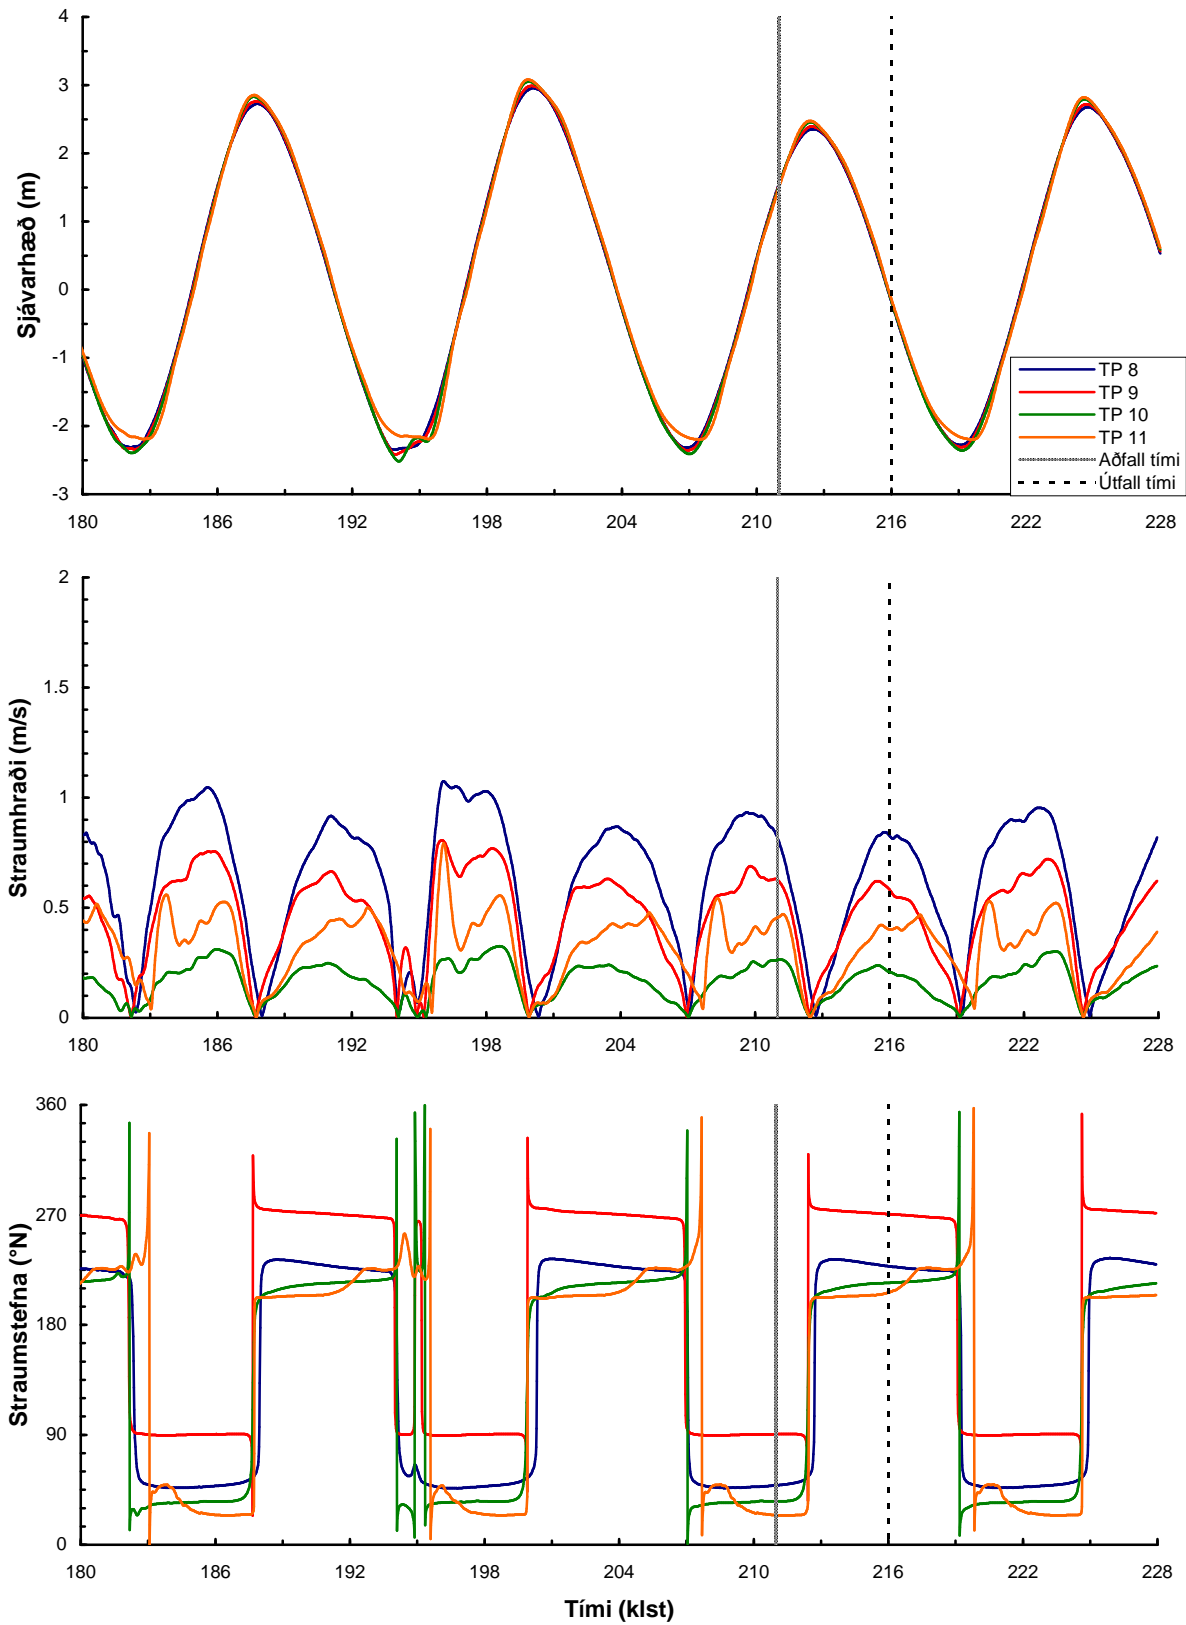 4
3
2
1
0
-1
-2
-3
Sjávarhæð (m)
180 186 192 198 204 210 216 222 228
TP 8
TP 9
TP 10
TP 11
Aðfall tími
Útfall tími
2
1.5
1
0.5
0
Straumhraði (m/s)
180 186 192 198 204 210 216 222 228
360
270
180
90
0
Straumstefna (°N)
180 186 192 198 204 210 216 222 228
Tími (klst)